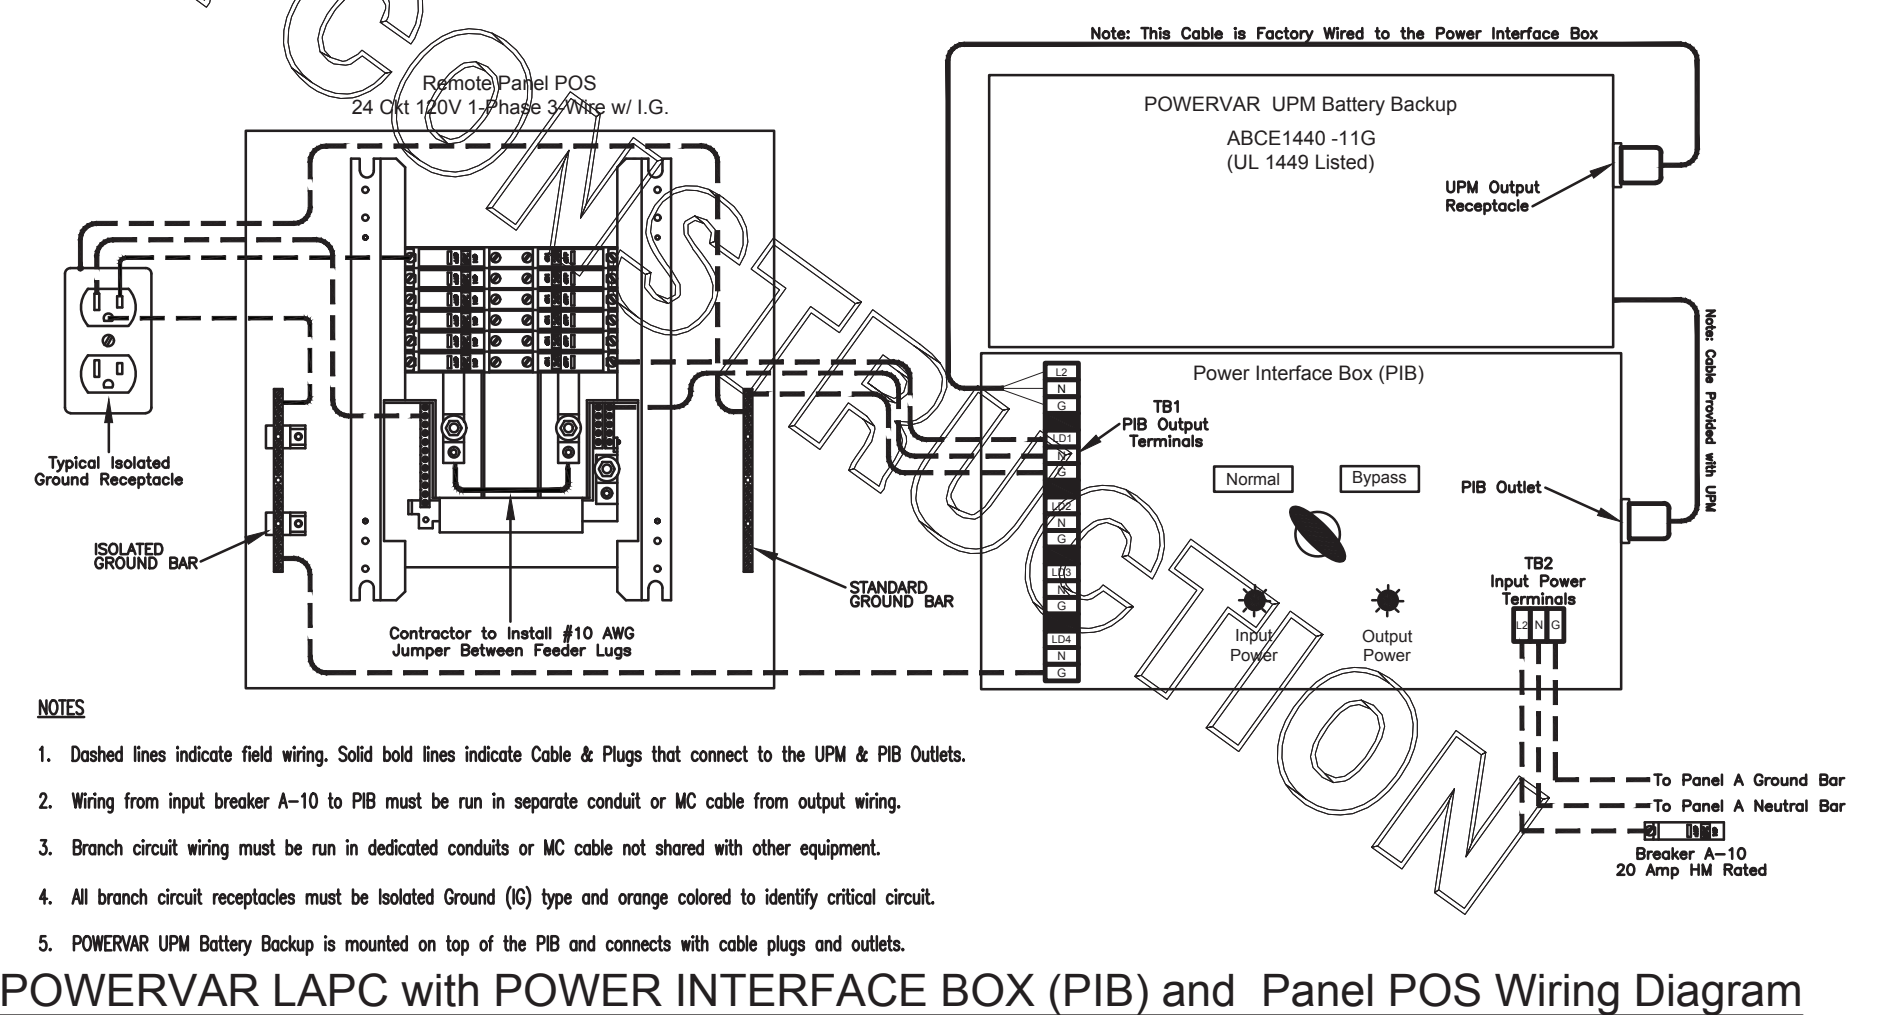 Note: This Cable is Factory Wired to the Power Interface Box
Remote Panel POS
24 Ckt 120V 1-Phase 3-Wire w/ I.G.
POWERVAR UPM Battery Backup
ABCE1440 -11G
(UL 1449 Listed)
UPM Output
Receptacle
Note: Cable Provided with UPM
Power Interface Box (PIB)
L2
N
G
LD1
N
G
LD2
N
G
LD3
N
G
LD4
N
G
TB1
PIB Output
Terminals
Normal
Bypass
PIB Outlet
Input
Power
Output
Power
TB2
Input Power
Terminals
L2 N G
Typical Isolated
Ground Receptacle
ISOLATED
GROUND BAR
STANDARD
GROUND BAR
Contractor to Install #10 AWG
Jumper Between Feeder Lugs
To Panel A Ground Bar
To Panel A Neutral Bar
Breaker A-10
20 Amp HM Rated
CONSTRUCTION
NOTES
1. Dashed lines indicate field wiring. Solid bold lines indicate Cable & Plugs that connect to the UPM & PIB Outlets.
2. Wiring from input breaker A-10 to PIB must be run in separate conduit or MC cable from output wiring.
3. Branch circuit wiring must be run in dedicated conduits or MC cable not shared with other equipment.
4. All branch circuit receptacles must be Isolated Ground (IG) type and orange colored to identify critical circuit.
5. POWERVAR UPM Battery Backup is mounted on top of the PIB and connects with cable plugs and outlets.
POWERVAR LAPC with POWER INTERFACE BOX (PIB) and Panel POS Wiring Diagram